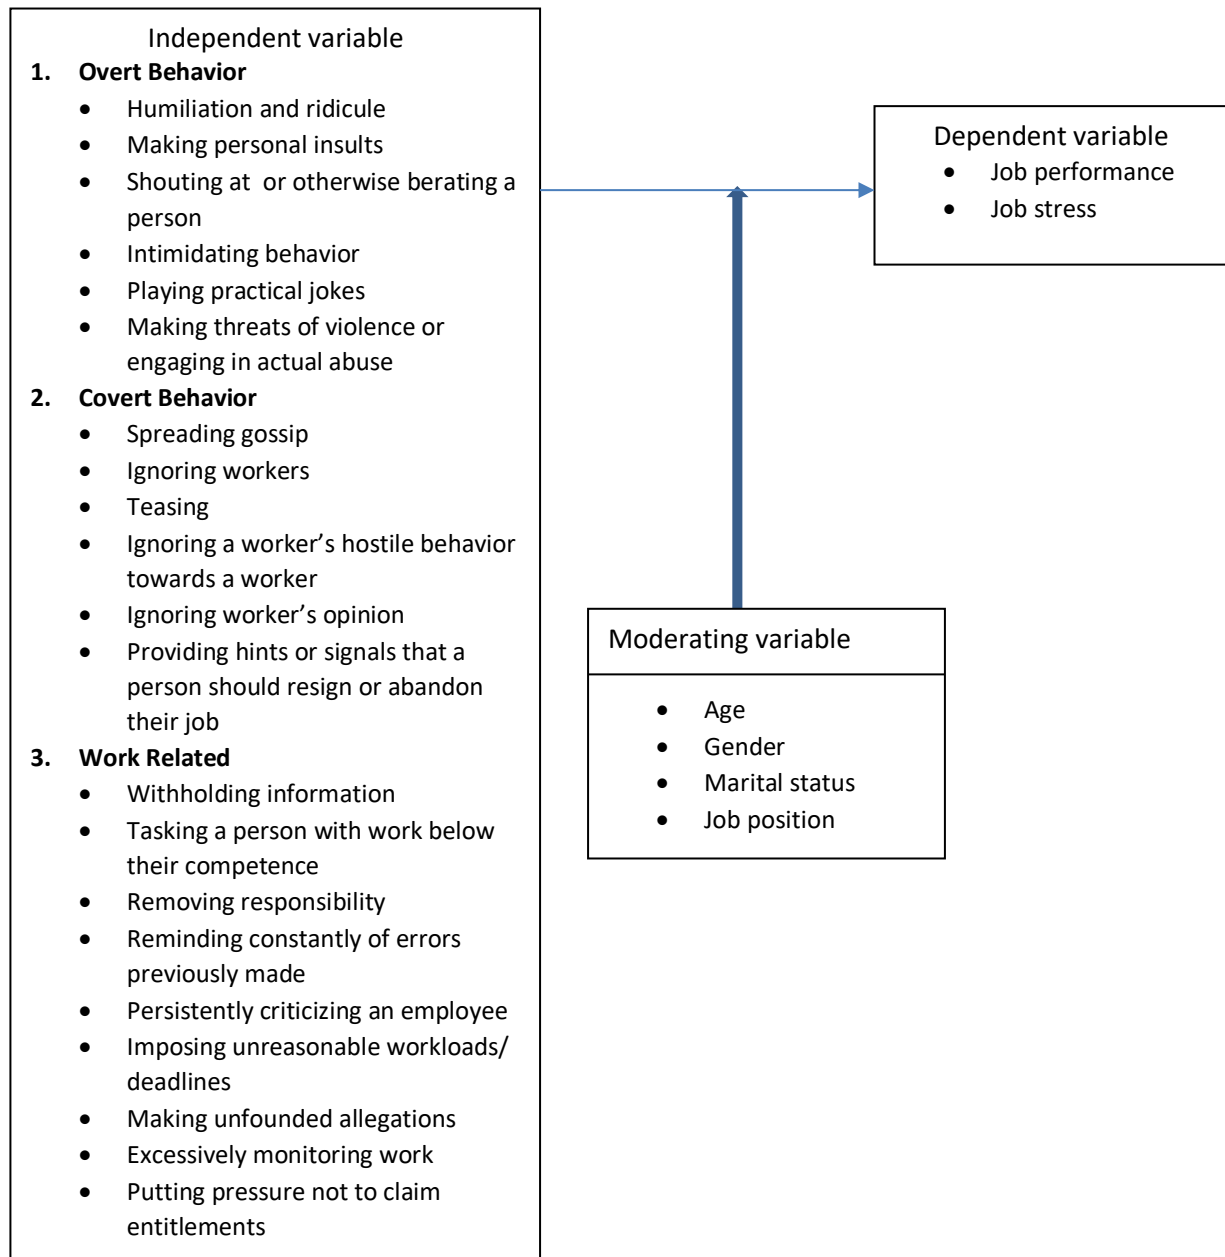 Independent variable
1. Overt Behavior
• Humiliation and ridicule
• Making personal insults
• Shouting at  or otherwise berating a
person
• Intimidating behavior
• Playing practical jokes
• Making threats of violence or
engaging in actual abuse
2. Covert Behavior
• Spreading gossip
• Ignoring workers
• Teasing
• Ignoring a worker’s hostile behavior
towards a worker
• Ignoring worker’s opinion
• Providing hints or signals that a
person should resign or abandon
their job
3. Work Related
• Withholding information
• Tasking a person with work below
their competence
• Removing responsibility
• Reminding constantly of errors
previously made
• Persistently criticizing an employee
• Imposing unreasonable workloads/
deadlines
• Making unfounded allegations
• Excessively monitoring work
• Putting pressure not to claim
entitlements
Dependent variable
• Job performance
• Job stress
Moderating variable
• Age
• Gender
• Marital status
• Job position